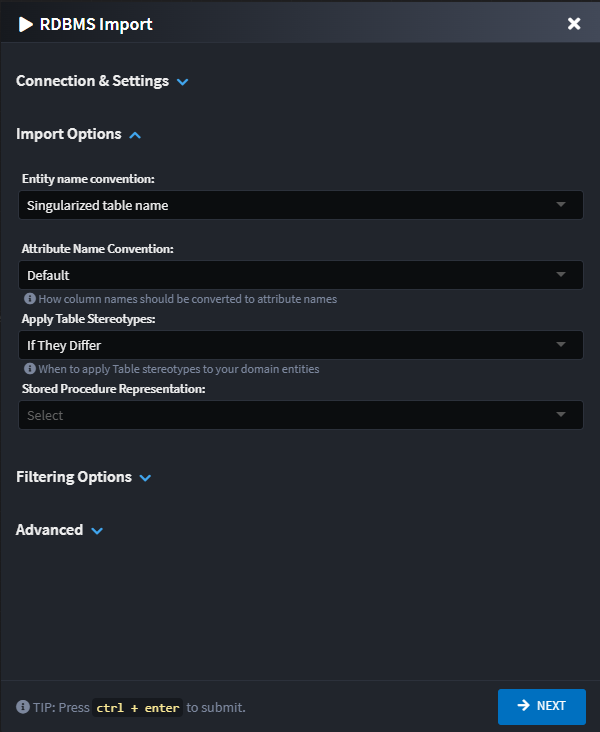 RDBMS Import
Connection & Settings
Import Options
Entity name convention:
Singularized table name
Attribute Name Convention:
Default
How column names should be converted to attribute names
Apply Table Stereotypes:
If They Differ
When to apply Table stereotypes to your domain entities
Stored Procedure Representation:
Select
Filtering Options
Advanced
TIP: Press ctrl + enter to submit.
NEXT